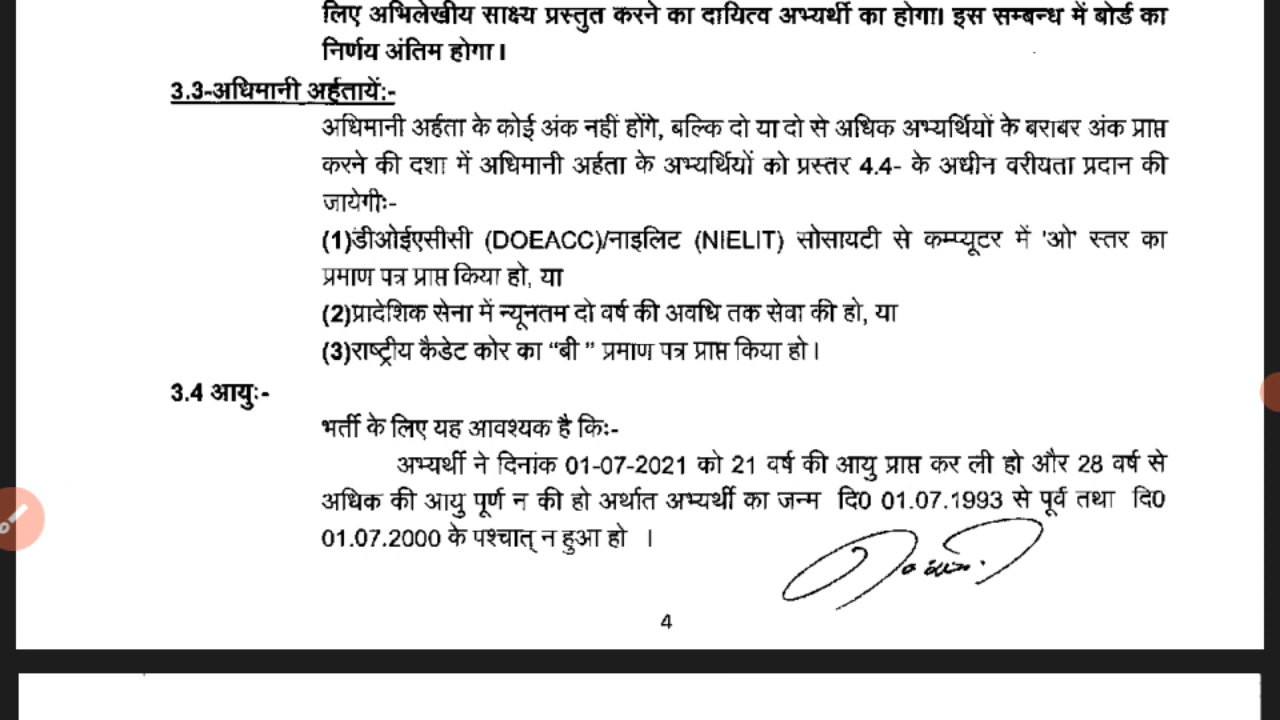 लिए अभिलेखीय साक्ष्य प्रस्तुत करने का दायित्व अभ्यर्थी का होगा। इस सम्बन्ध में बोर्ड का
निर्णय अंतिम होगा।
3.3-अधिमानी अर्हतायें:-
अधिमानी अर्हता के कोई अंक नहीं होंगे, बल्कि दो या दो से अधिक अभ्यर्थियों के बराबर अंक प्राप्त
करने की दशा में अधिमानी अर्हता के अभ्यर्थियों को प्रस्तर 4.4- के अधीन वरीयता प्रदान की
जायेगीः-
(1)डीओईएसीसी (DOEACC)/नाइलिट (NIELIT) सोसायटी से कम्प्यूटर में 'ओ' स्तर का
प्रमाण पत्र प्राप्त किया हो, या
(2)प्रादेशिक सेना में न्यूनतम दो वर्ष की अवधि तक सेवा की हो, या
(3)राष्ट्रीय कैडेट कोर का “बी ” प्रमाण पत्र प्राप्त किया हो।
3.4 आयुः-
भर्ती के लिए यह आवश्यक है किः-
अभ्यर्थी ने दिनांक 01-07-2021 को 21 वर्ष की आयु प्राप्त कर ली हो और 28 वर्ष से
अधिक की आयु पूर्ण न की हो अर्थात अभ्यर्थी का जन्म दि0 01.07.1993 से पूर्व तथा दि0
01.07.2000 के पश्चात् न हुआ हो ।
4